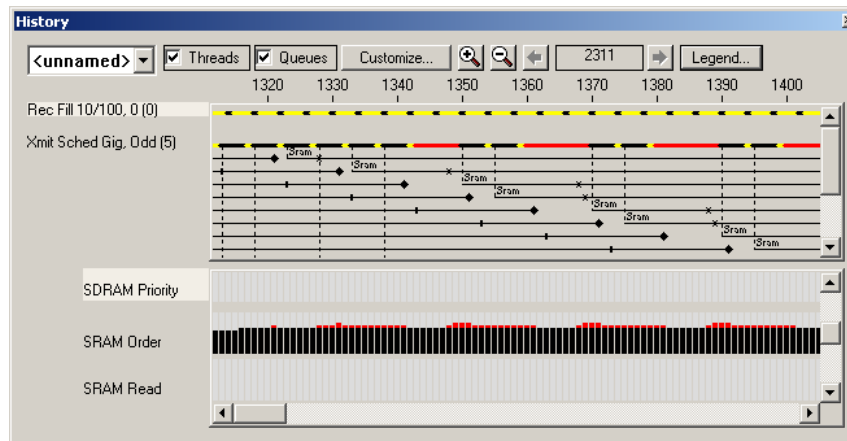 History
<unnamed> Threads Queues Customize... 2311 Legend...
1320 1330 1340 1350 1360 1370 1380 1390 1400
Rec Fill 10/100, 0 (0)
Xmit Sched Gig, Odd (5)
Sram
Sram
Sram
Sram
Sram
Sram
Sram
Sram
SDRAM Priority
SRAM Order
SRAM Read